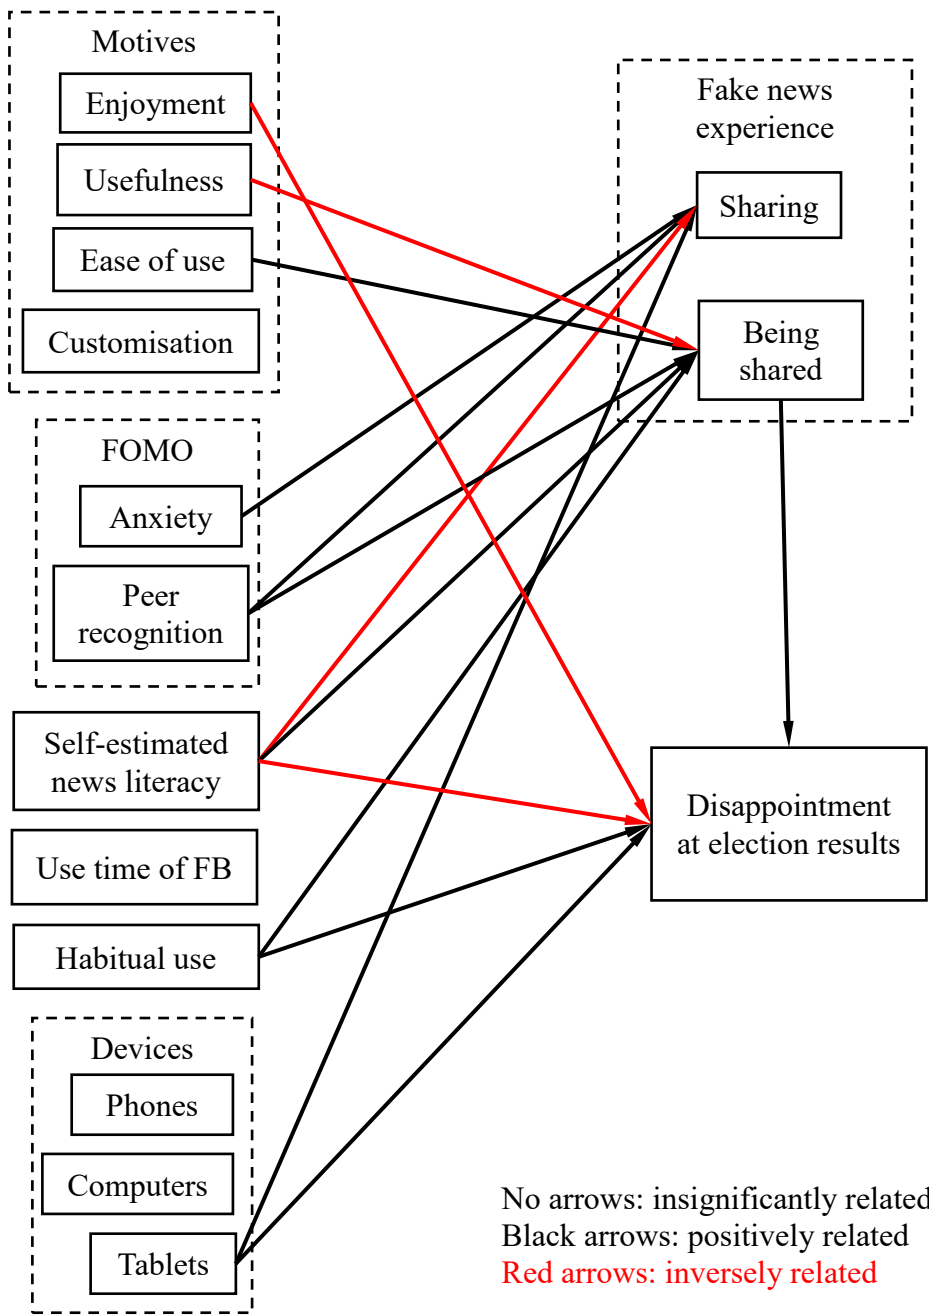 Motives
Enjoyment
Usefulness
Ease of use
Customisation
FOMO
Anxiety
Peer
recognition
Self-estimated
news literacy
Use time of FB
Habitual use
Devices
Phones
Computers
Tablets
Fake news
experience
Sharing
Being
shared
Disappointment
at election results
No arrows: insignificantly related
Black arrows: positively related
Red arrows: inversely related